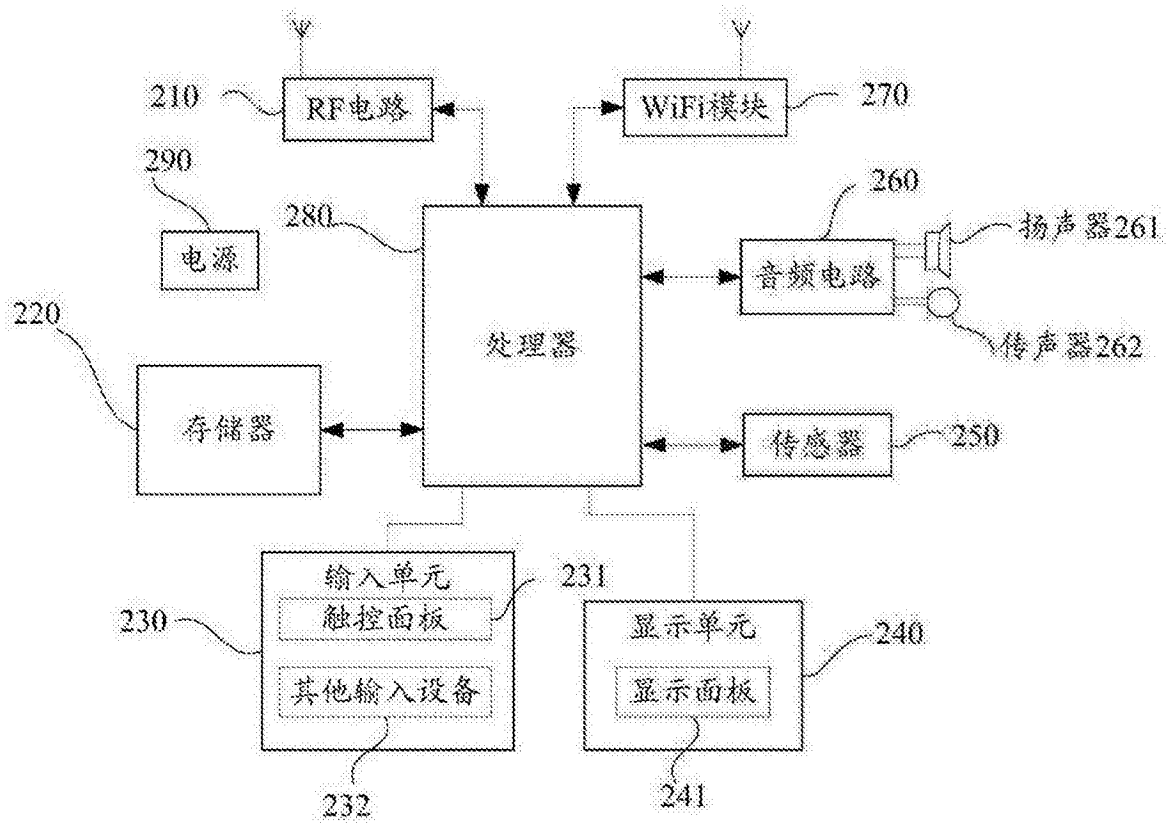 210
RF电路
WiFi模块
270
290
电源
280
处理器
260
音频电路
扬声器261
传声器262
220
存储器
传感器
250
输入单元
231
触控面板
230
其他输入设备
232
显示单元
240
显示面板
241